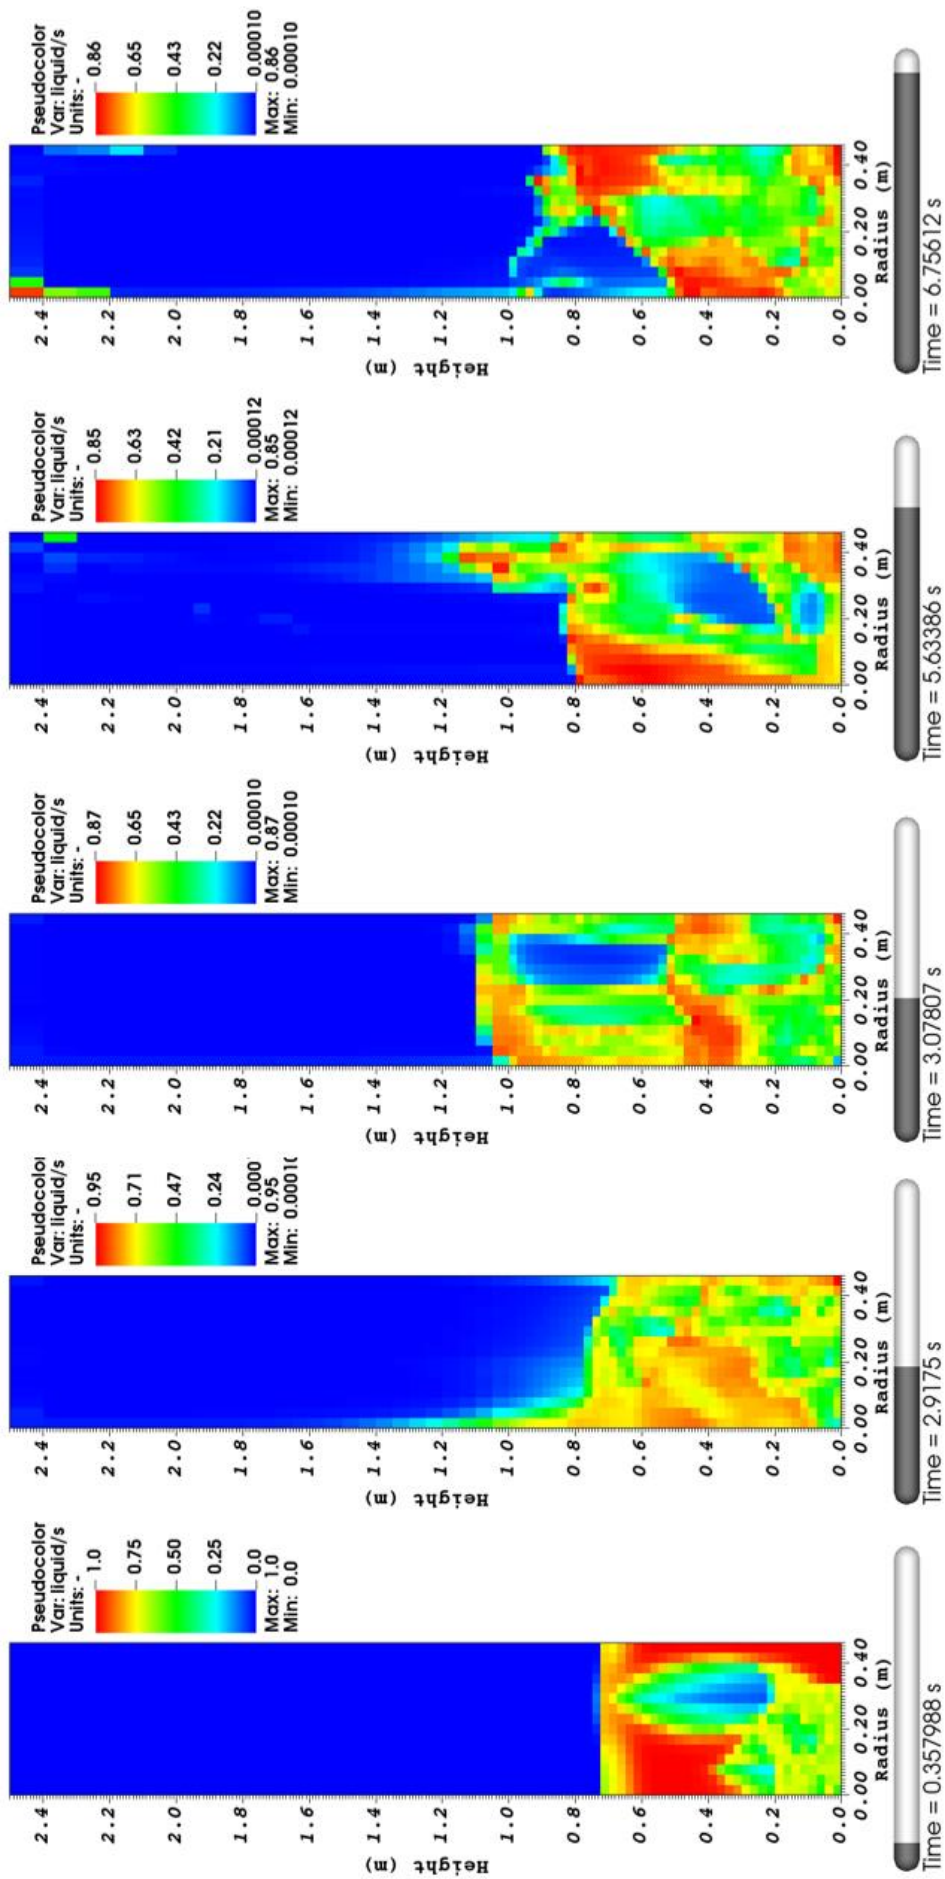 Pseudocolor
Var: liquid/s
Units: -
1.0
0.75
0.50
0.25
0.0
Max: 1.0
Min: 0.0
2.4
2.2
2.0
1.8
1.6
1.4
1.2
1.0
0.8
0.6
0.4
0.2
0.0
Height (m)
0.00 0.20 0.40
Radius (m)
Time = 0.357988 s
Pseudocolor
Var: liquid/s
Units: -
0.95
0.71
0.47
0.24
0.000
Max: 0.95
Min: 0.0001
2.4
2.2
2.0
1.8
1.6
1.4
1.2
1.0
0.8
0.6
0.4
0.2
0.0
Height (m)
0.00 0.20 0.40
Radius (m)
Time = 2.9175 s
Pseudocolor
Var: liquid/s
Units: -
0.87
0.65
0.43
0.22
0.00010
Max: 0.87
Min: 0.00010
2.4
2.2
2.0
1.8
1.6
1.4
1.2
1.0
0.8
0.6
0.4
0.2
0.0
Height (m)
0.00 0.20 0.40
Radius (m)
Time = 3.07807 s
Pseudocolor
Var: liquid/s
Units: -
0.85
0.63
0.42
0.21
0.00012
Max: 0.85
Min: 0.00012
2.4
2.2
2.0
1.8
1.6
1.4
1.2
1.0
0.8
0.6
0.4
0.2
0.0
Height (m)
0.00 0.20 0.40
Radius (m)
Time = 5.63386 s
Pseudocolor
Var: liquid/s
Units: -
0.86
0.65
0.43
0.22
0.00010
Max: 0.86
Min: 0.00010
2.4
2.2
2.0
1.8
1.6
1.4
1.2
1.0
0.8
0.6
0.4
0.2
0.0
Height (m)
0.00 0.20 0.40
Radius (m)
Time = 6.75612 s